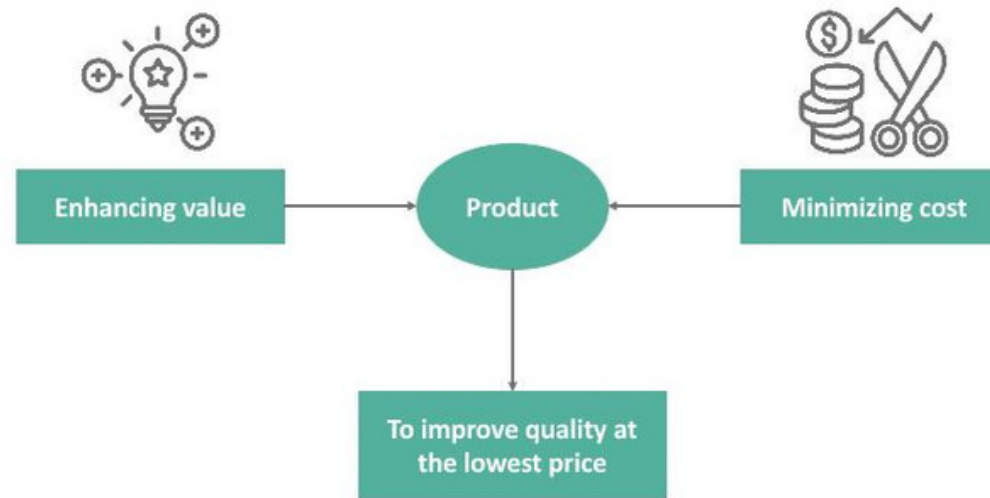 $
Enhancing value
Product
Minimizing cost
To improve quality at
the lowest price